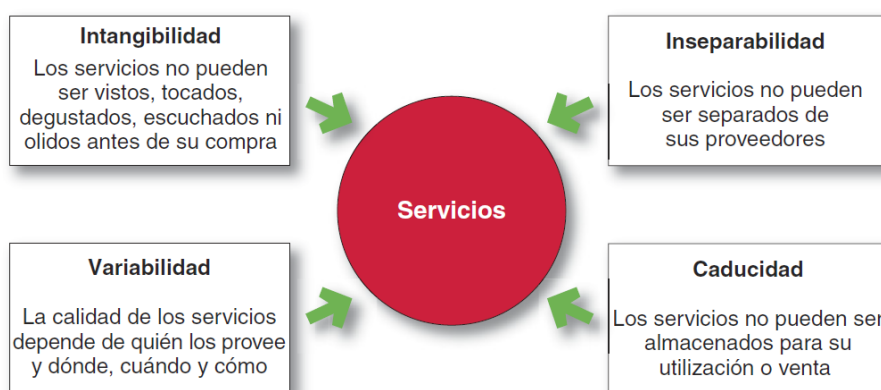 Intangibilidad
Los servicios no pueden
ser vistos, tocados,
degustados, escuchados ni
olidos antes de su compra
Inseparabilidad
Los servicios no pueden
ser separados de
sus proveedores
Servicios
Variabilidad
La calidad de los servicios
depende de quién los provee
y dónde, cuándo y cómo
Caducidad
Los servicios no pueden ser
almacenados para su
utilización o venta